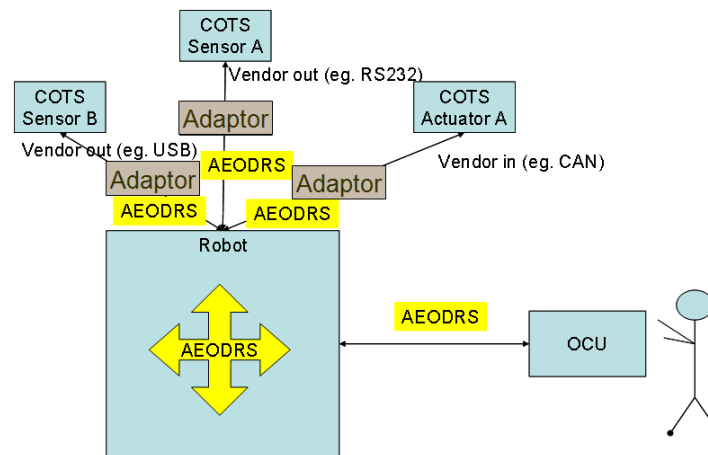 COTS
Sensor A
Vendor out (eg. RS232)
COTS
Sensor B
COTS
Actuator A
Adaptor
Vendor out (eg. USB)
AEODRS
Vendor in (eg. CAN)
Adaptor
Adaptor
AEODRS
AEODRS
Robot
AEODRS
AEODRS
OCU